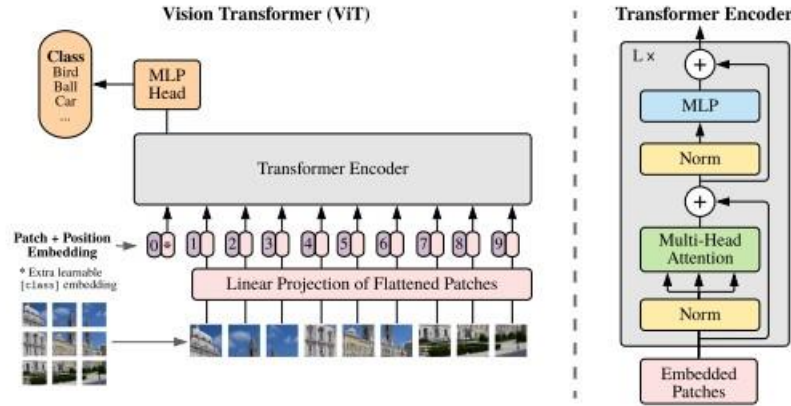 Vision Transformer (ViT)
Class
Bird
Ball
Car
...
MLP
Head
Transformer Encoder
Patch + Position
Embedding
* Extra learnable
[class] embedding
0 * 1 2 3 4 5 6 7 8 9
Linear Projection of Flattened Patches
Transformer Encoder
L ×
+
MLP
Norm
+
Multi-Head
Attention
Norm
Embedded
Patches